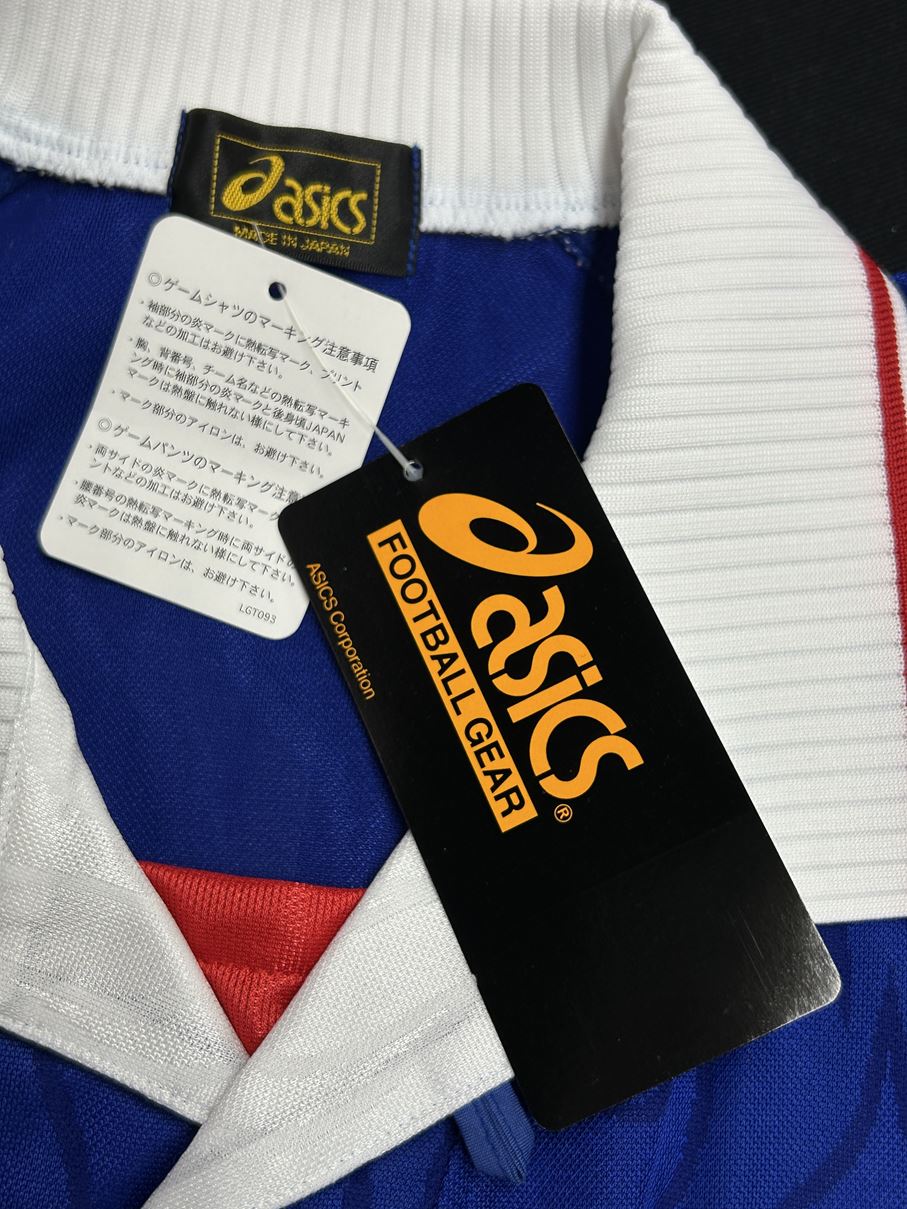 asics
MADE IN JAPAN
◎ゲームシャツのマーキング注意事項
・袖部分の炎マークに熱転写マーク、プリント
などの加工はお避け下さい。
・胸、背番号、チーム名などの熱転写マーキ
ング時に袖部分の炎マークと後身頃JAPAN
マークは熱盤に触れない様にして下さい。
・マーク部分のアイロンは、お避け下さい。
◎ゲームパンツのマーキング注意
・両サイドの炎マークに熱転写マーク
ントなどの加工はお避け下さい。
・腰番号の熱転写マーキング時に両サイドの
炎マークは熱盤に触れない様にして下さい。
・マーク部分のアイロンは、お避け下さい。
LGT093
asics®
FOOTBALL GEAR
ASICS Corporation